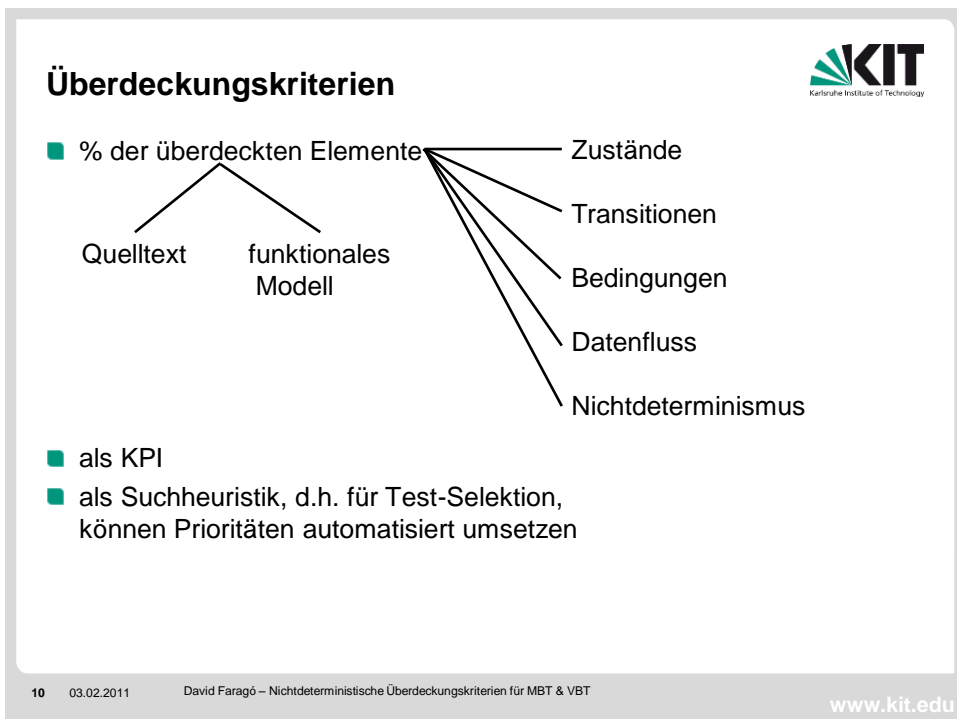 Überdeckungskriterien
KIT
Karlsruhe Institute of Technology
% der überdeckten Elemente
Quelltext
funktionales
Modell
Zustände
Transitionen
Bedingungen
Datenfluss
Nichtdeterminismus
als KPI
als Suchheuristik, d.h. für Test-Selektion,
können Prioritäten automatisiert umsetzen
10 03.02.2011 David Faragó – Nichtdeterministische Überdeckungskriterien für MBT & VBT
www.kit.edu